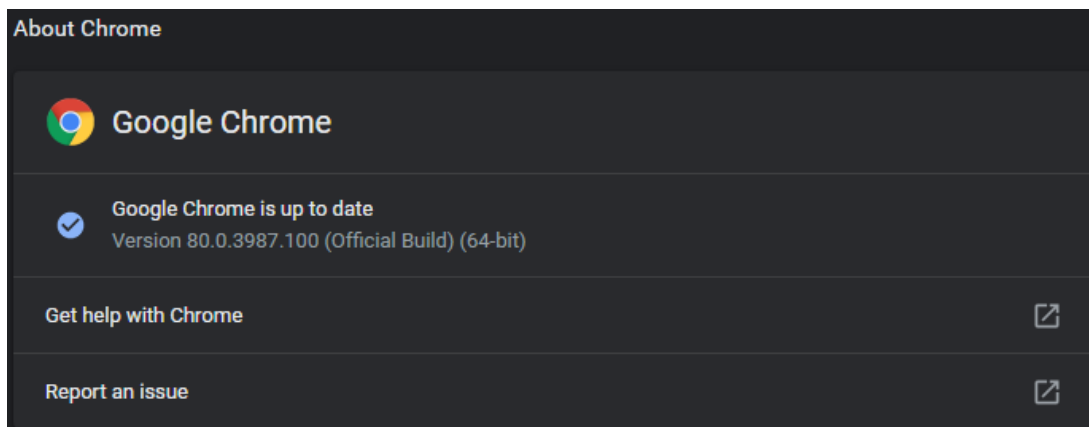 About Chrome
Google Chrome
Google Chrome is up to date
Version 80.0.3987.100 (Official Build) (64-bit)
Get help with Chrome
Report an issue